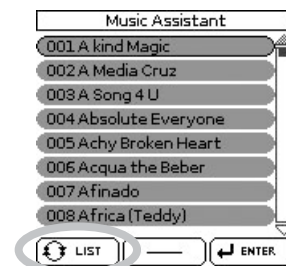 Music Assistant
001 A kind Magic
002 A Media Cruz
003 A Song 4 U
004 Absolute Everyone
005 Achy Broken Heart
006 Acqua the Beber
007 Afinado
008 Africa (Teddy)
LIST ENTER